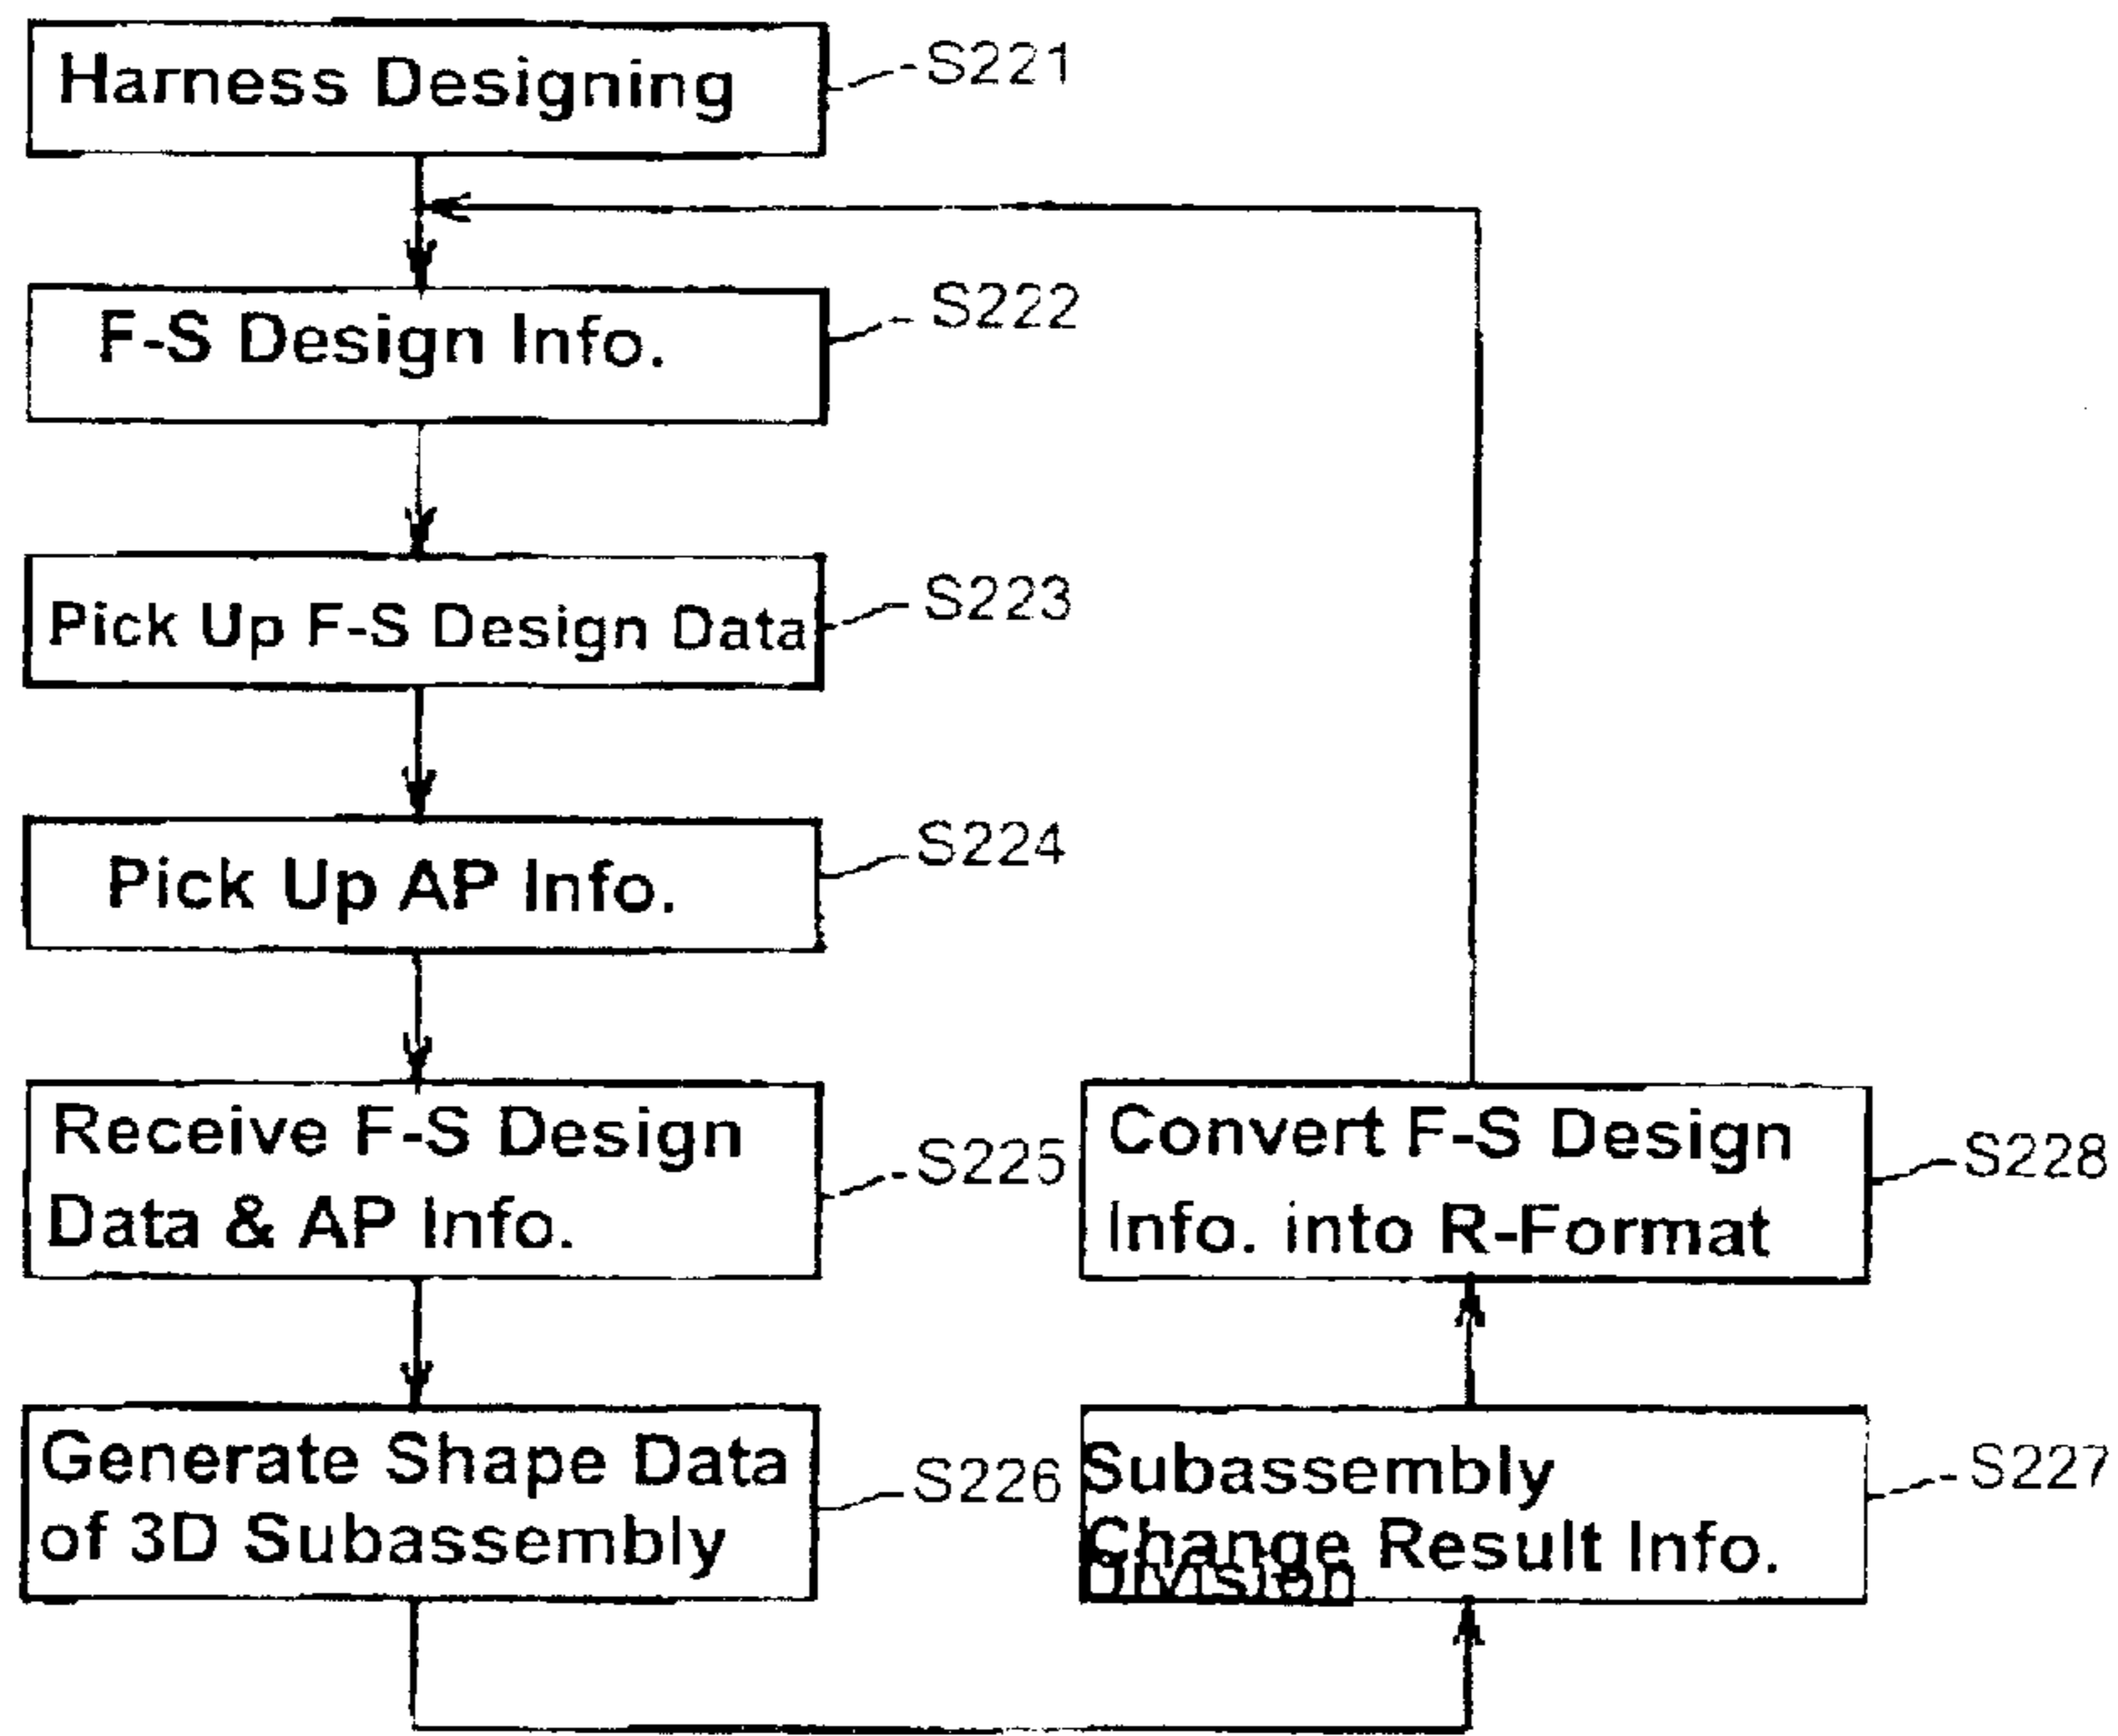 Harness Designing
S221
F-S Design Info.
S222
Pick Up F-S Design Data
S223
Pick Up AP Info.
S224
Receive F-S Design
Data & AP Info.
S225
Generate Shape Data
of 3D Subassembly
S226
Convert F-S Design
Info. into R-Format
S228
Subassembly
Change Result Info.
Division
S227